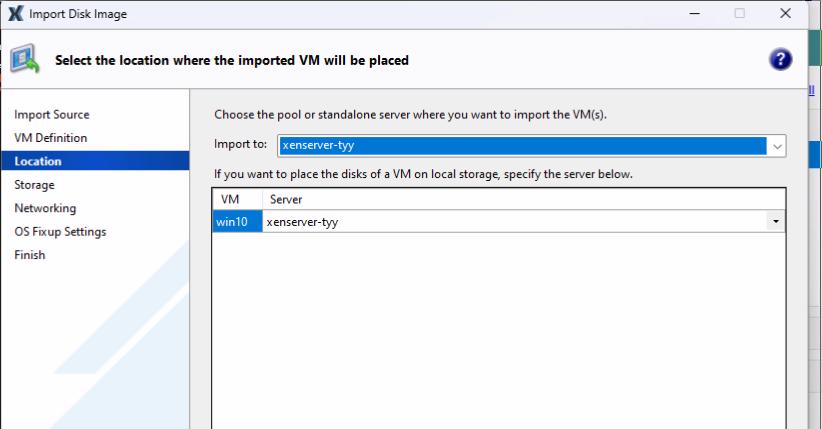 Import Disk Image
Select the location where the imported VM will be placed
Import Source
VM Definition
Location
Storage
Networking
OS Fixup Settings
Finish
Choose the pool or standalone server where you want to import the VM(s).
Import to: xenserver-tyy
If you want to place the disks of a VM on local storage, specify the server below.
VM Server
win10 xenserver-tyy